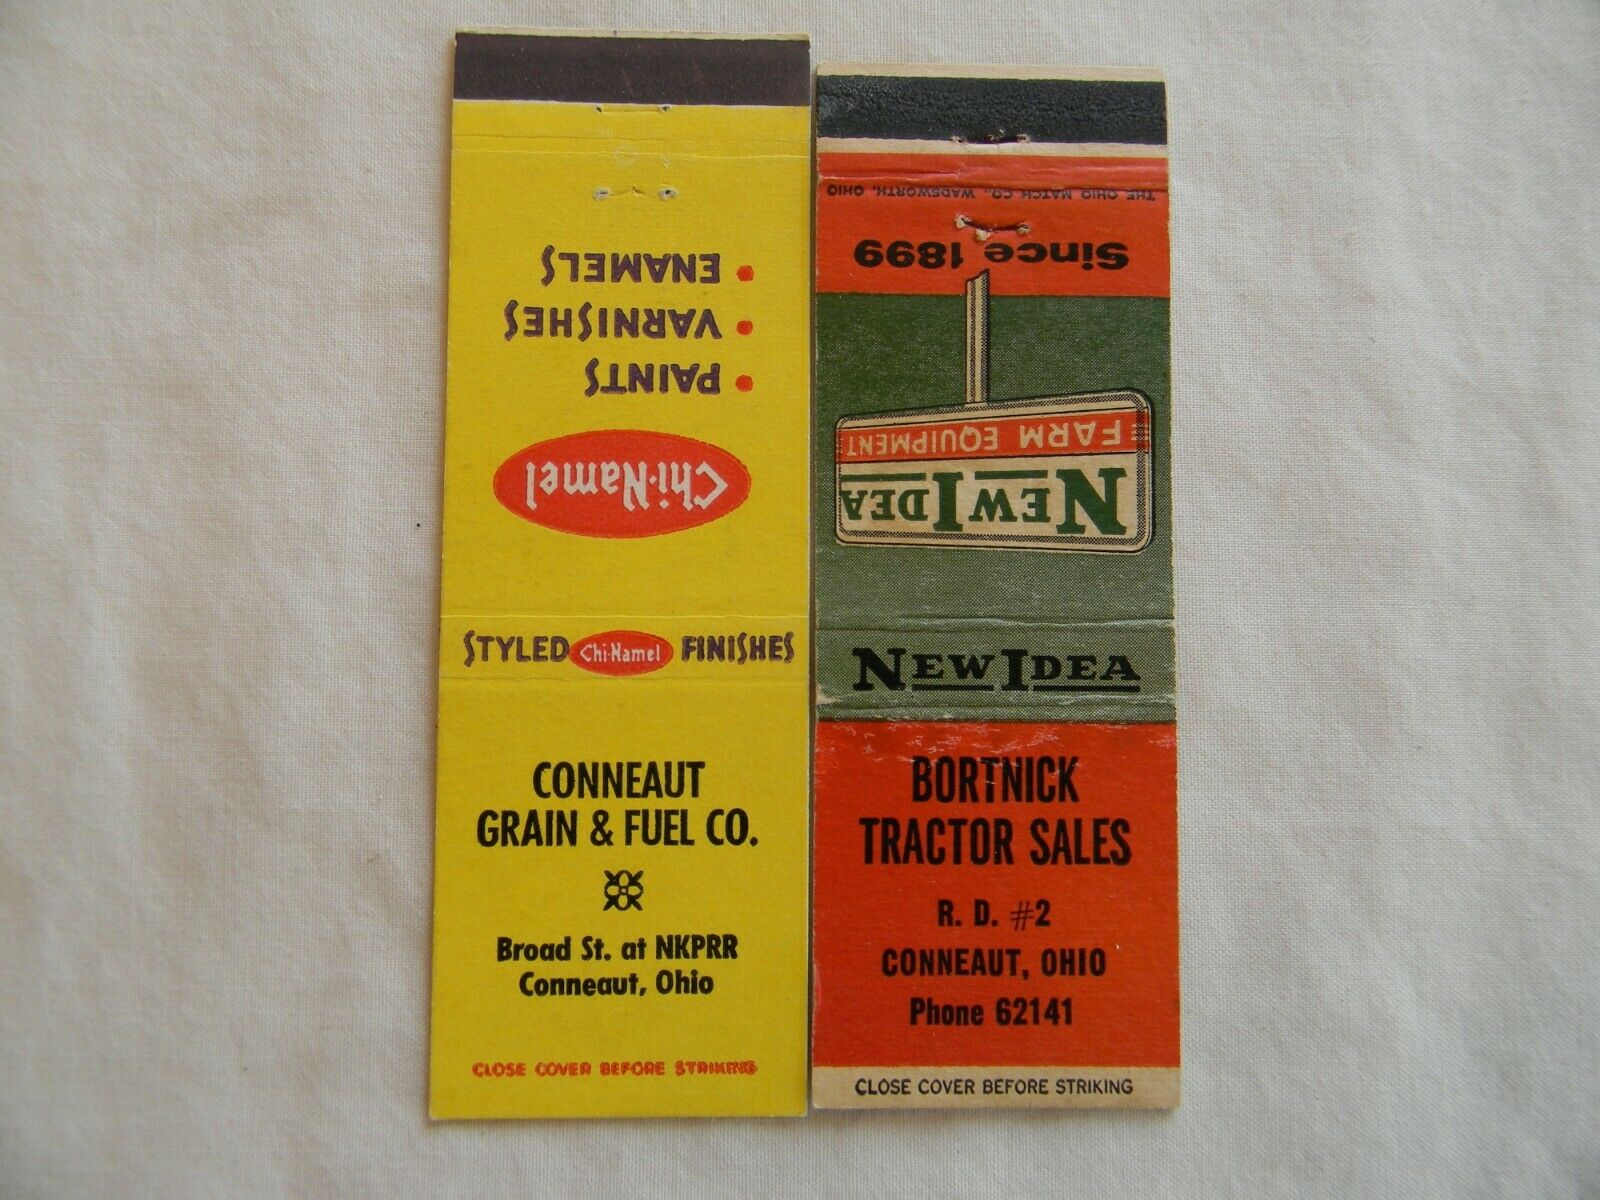 • PAINTS
• VARNISHES
• ENAMELS
Chi-Namel
STYLED Chi-Namel FINISHES
CONNEAUT
GRAIN & FUEL CO.
Broad St. at NKPRR
Conneaut, Ohio
CLOSE COVER BEFORE STRIKING
NEW IDEA
FARM EQUIPMENT
Since 1899
THE OHIO MATCH CO., WADSWORTH, OHIO
NEW IDEA
BORTNICK
TRACTOR SALES
R. D. #2
CONNEAUT, OHIO
Phone 62141
CLOSE COVER BEFORE STRIKING